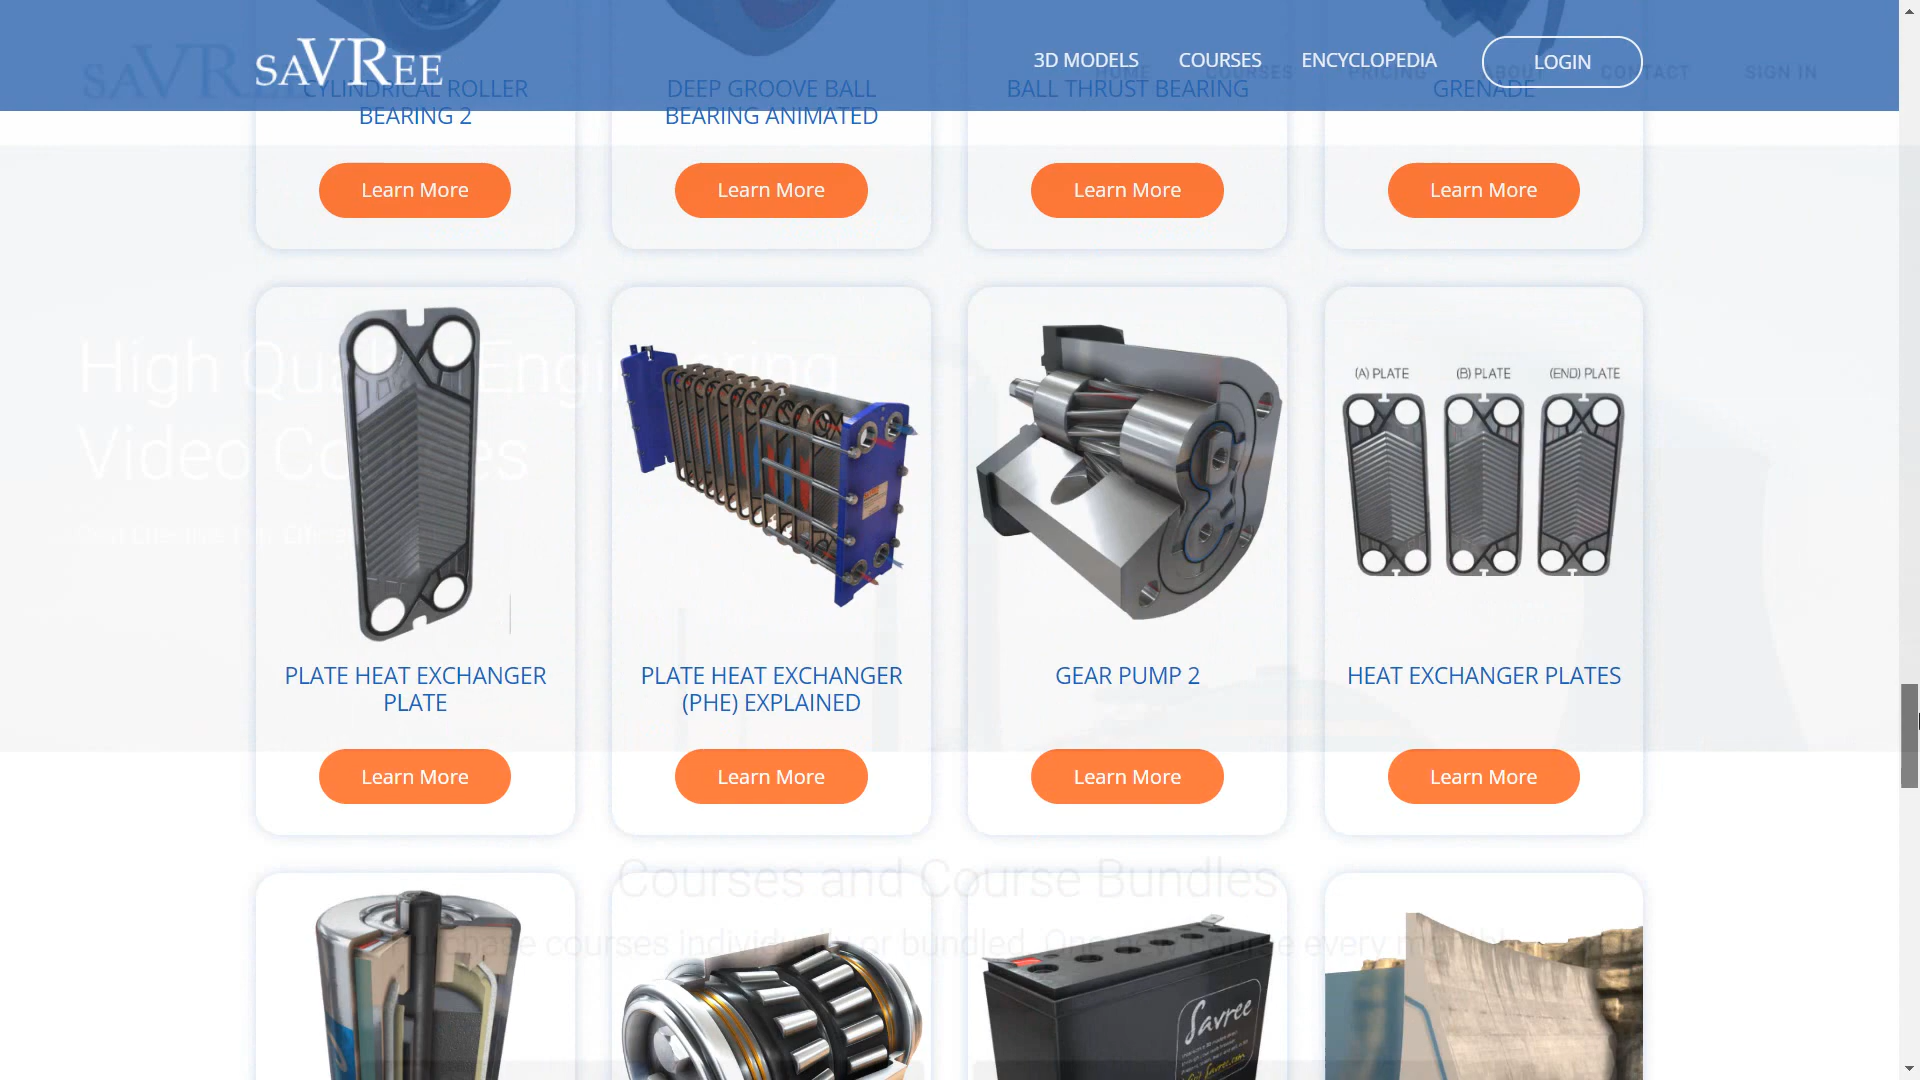 saVRee
3D MODELS
COURSES
ENCYCLOPEDIA
LOGIN
HOME
COURSES
PRICING
ABOUT
CONTACT
SIGN IN
CYLINDRICAL ROLLER
BEARING 2
DEEP GROOVE BALL
BEARING ANIMATED
BALL THRUST BEARING
GRENADE
Learn More
Learn More
Learn More
Learn More
High Quality Engineering
Video Courses
(A) PLATE
(B) PLATE
(END) PLATE
PLATE HEAT EXCHANGER
PLATE
PLATE HEAT EXCHANGER
(PHE) EXPLAINED
GEAR PUMP 2
HEAT EXCHANGER PLATES
Learn More
Learn More
Learn More
Learn More
Courses and Course Bundles
Purchase courses individually or bundled. One new course every month!
Savree
Savree.com